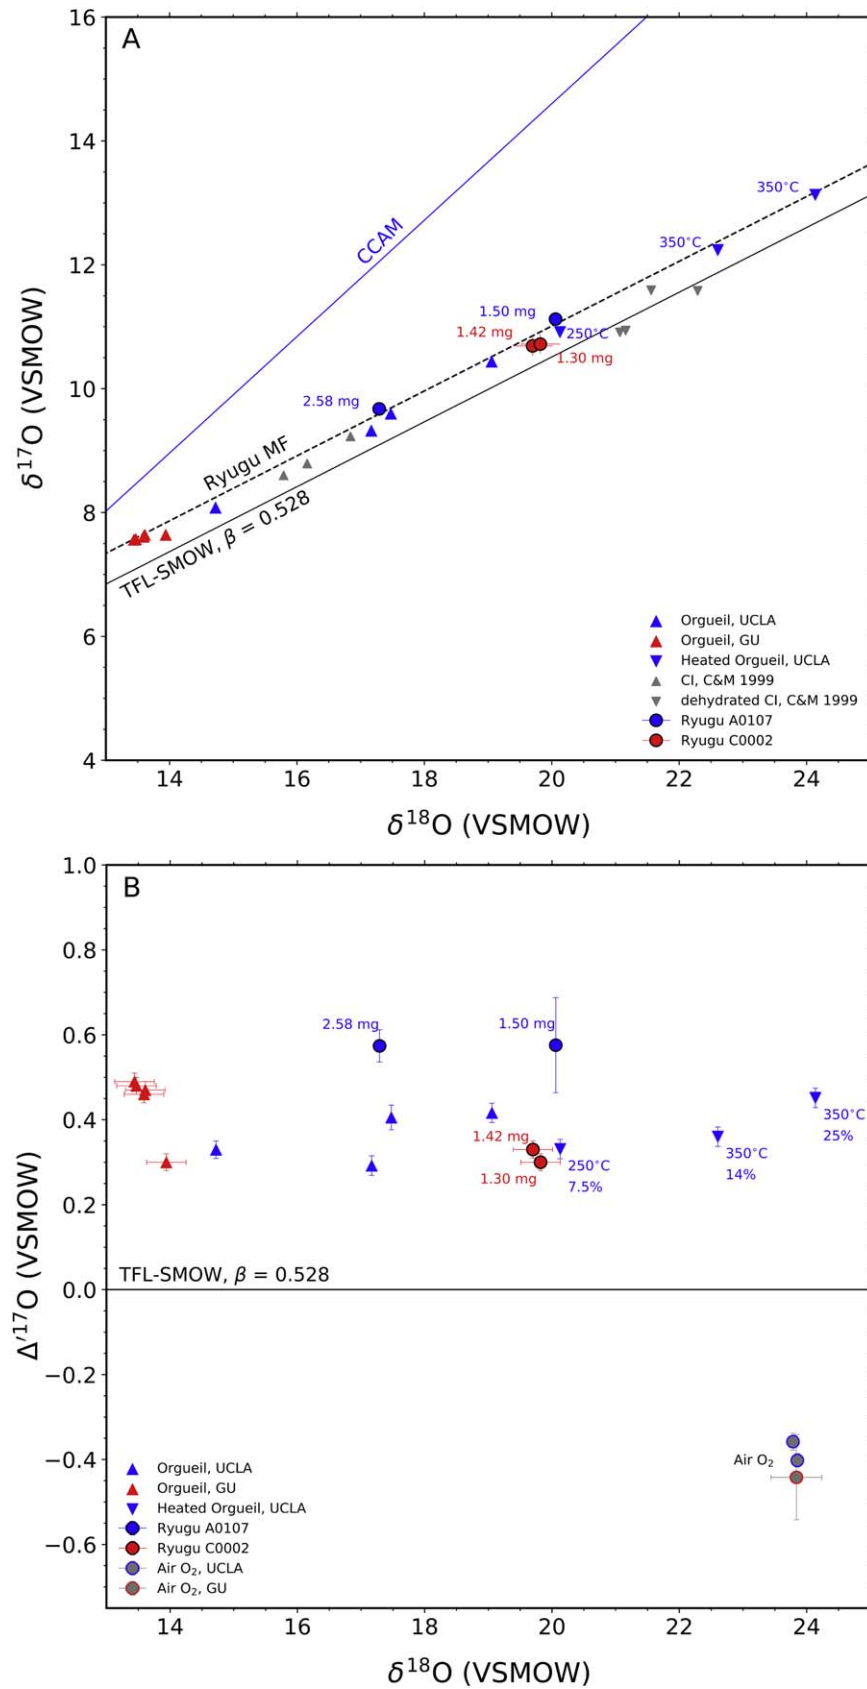 A
16
14
12
10
8
6
4
δ¹⁷O (VSMOW)
CCAM
350°C
350°C
1.50 mg
250°C
1.42 mg
1.30 mg
2.58 mg
Ryugu MF
TFL-SMOW, β = 0.528
Orgueil, UCLA
Orgueil, GU
Heated Orgueil, UCLA
CI, C&M 1999
dehydrated CI, C&M 1999
Ryugu A0107
Ryugu C0002
14 16 18 20 22 24
δ¹⁸O (VSMOW)
B
1.0
0.8
0.6
0.4
0.2
0.0
−0.2
−0.4
−0.6
Δ′¹⁷O (VSMOW)
2.58 mg
1.50 mg
1.42 mg
1.30 mg
250°C
7.5%
350°C
14%
350°C
25%
TFL-SMOW, β = 0.528
Air O₂
Orgueil, UCLA
Orgueil, GU
Heated Orgueil, UCLA
Ryugu A0107
Ryugu C0002
Air O₂, UCLA
Air O₂, GU
14 16 18 20 22 24
δ¹⁸O (VSMOW)